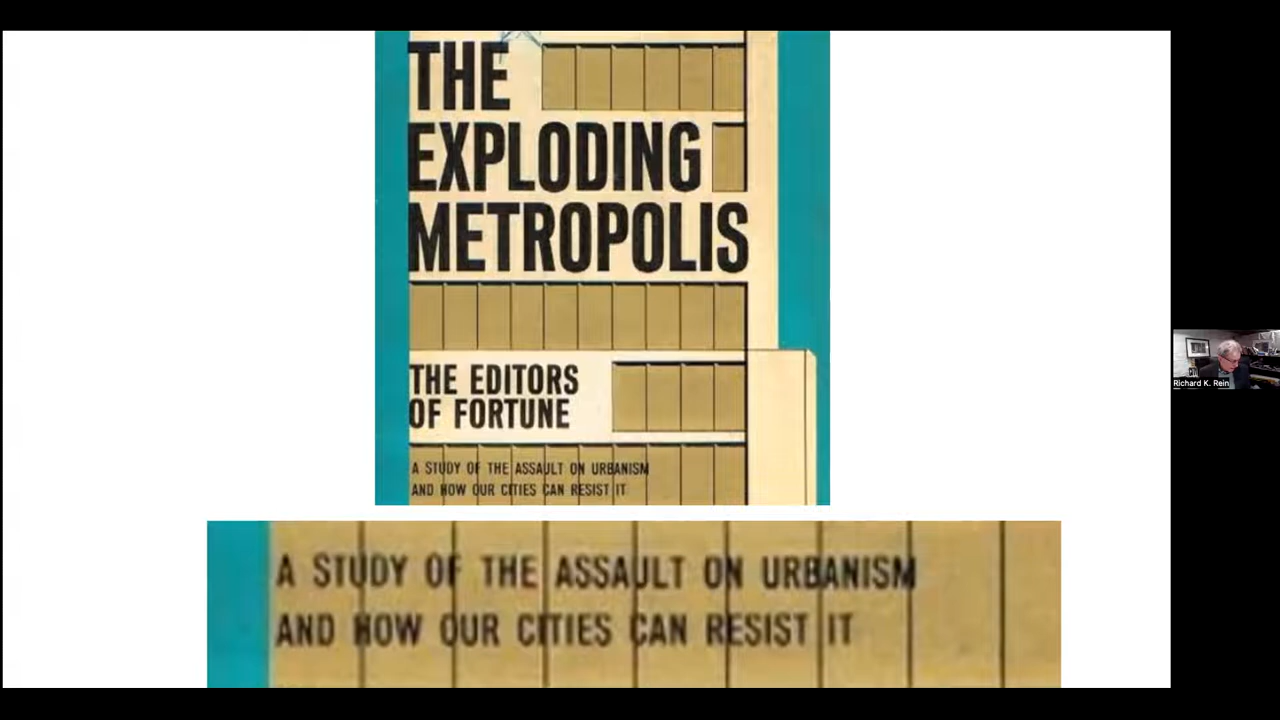 THE
EXPLODING
METROPOLIS
THE EDITORS
OF FORTUNE
A STUDY OF THE ASSAULT ON URBANISM
AND HOW OUR CITIES CAN RESIST IT
A STUDY OF THE ASSAULT ON URBANISM
AND HOW OUR CITIES CAN RESIST IT
Richard K. Rein